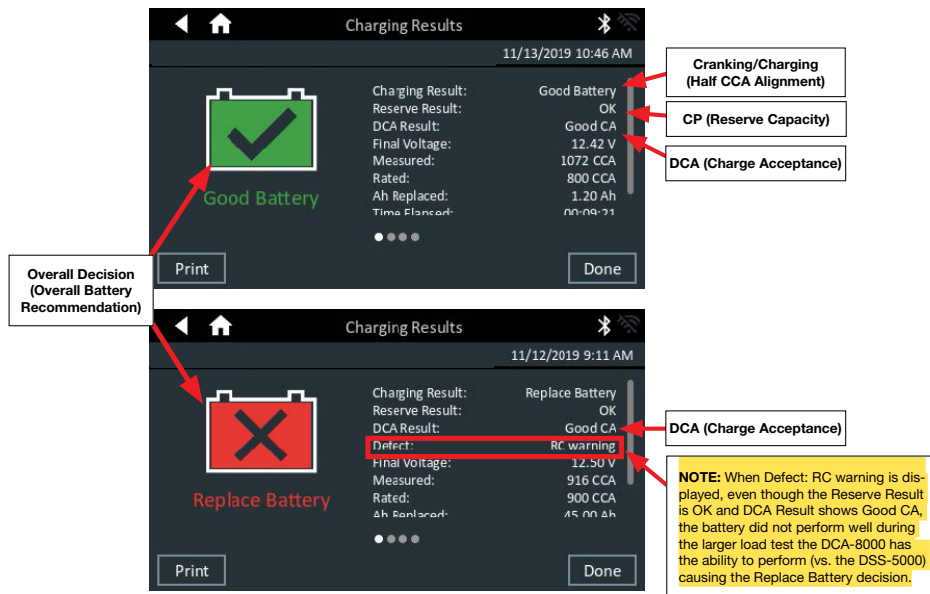 Charging Results
11/13/2019 10:46 AM
Charging Result: Good Battery
Reserve Result: OK
DCA Result: Good CA
Final Voltage: 12.42 V
Measured: 1072 CCA
Rated: 800 CCA
Ah Replaced: 1.20 Ah
Time Elapsed: 00:09:21
Good Battery
Print
Done
Cranking/Charging
(Half CCA Alignment)
CP (Reserve Capacity)
DCA (Charge Acceptance)
Overall Decision
(Overall Battery
Recommendation)
Charging Results
11/12/2019 9:11 AM
Charging Result: Replace Battery
Reserve Result: OK
DCA Result: Good CA
Defect: RC warning
Final Voltage: 12.50 V
Measured: 916 CCA
Rated: 900 CCA
Ah Replaced: 45.00 Ah
Replace Battery
Print
Done
DCA (Charge Acceptance)
NOTE: When Defect: RC warning is dis-
played, even though the Reserve Result
is OK and DCA Result shows Good CA,
the battery did not perform well during
the larger load test the DCA-8000 has
the ability to perform (vs. the DSS-5000)
causing the Replace Battery decision.